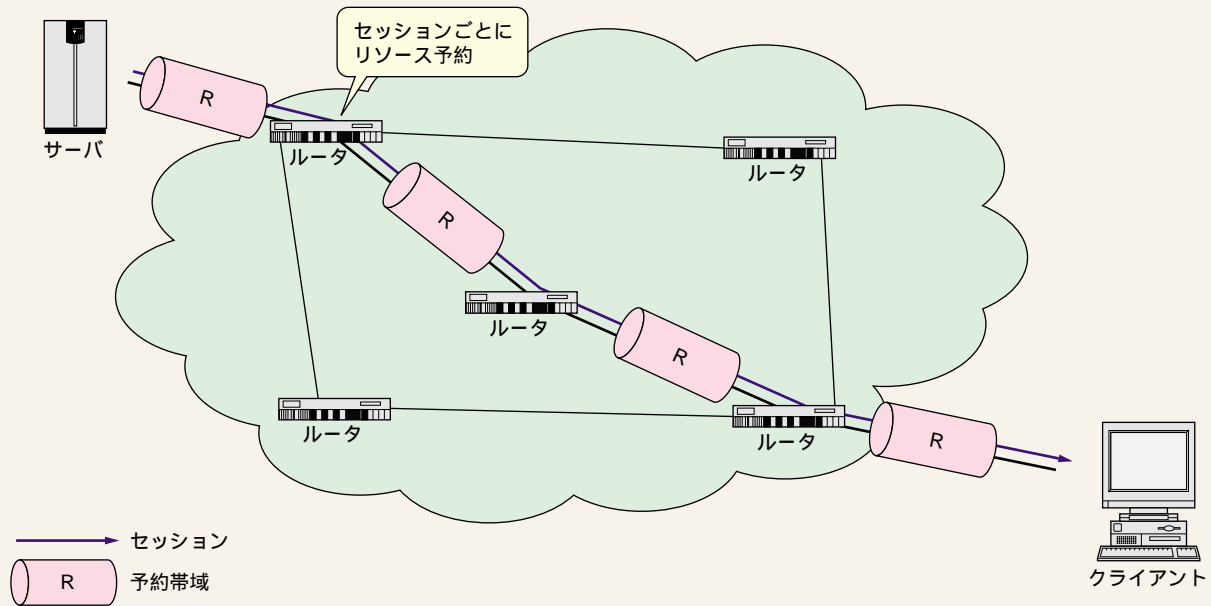 セッションごとに
リソース予約
サーバ
R
ルータ
ルータ
R
ルータ
R
ルータ
ルータ
R
セッション
R
予約帯域
クライアント